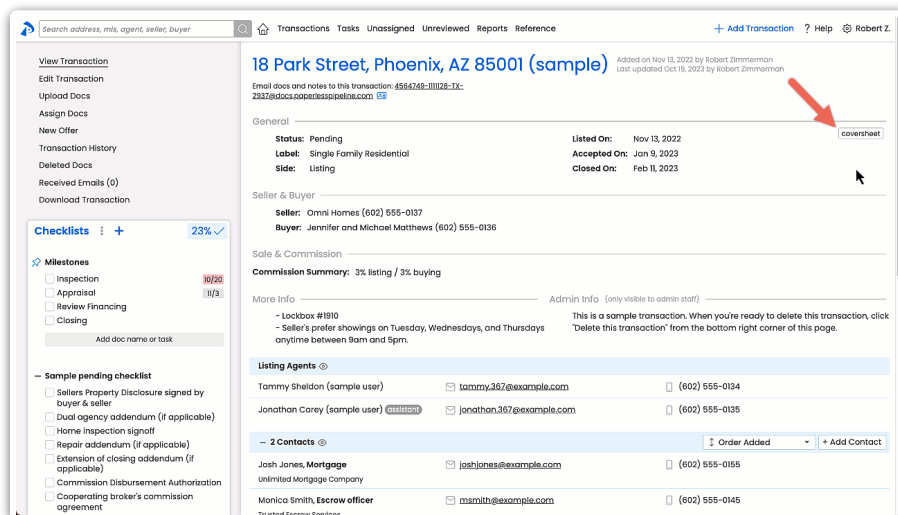 Search address, mls, agent, seller, buyer
Transactions Tasks Unassigned Unreviewed Reports Reference
+ Add Transaction ? Help Robert Z.
View Transaction
Edit Transaction
Upload Docs
Assign Docs
New Offer
Transaction History
Deleted Docs
Received Emails (0)
Download Transaction
Checklists + 23%
Milestones
Inspection 10/20
Appraisal 11/3
Review Financing
Closing
Add doc name or task
Sample pending checklist
Sellers Property Disclosure signed by
buyer & seller
Dual agency addendum (if applicable)
Home inspection signoff
Repair addendum (if applicable)
Extension of closing addendum (if
applicable)
Commission Disbursement Authorization
Cooperating broker's commission
agreement
18 Park Street, Phoenix, AZ 85001 (sample)
Added on Nov 13, 2022 by Robert Zimmerman
Last updated Oct 19, 2023 by Robert Zimmerman
Email docs and notes to this transaction: 4564749-1111128-TX-
2937@docs.paperlesspipeline.com
General
coversheet
Status: Pending Listed On: Nov 13, 2022
Label: Single Family Residential Accepted On: Jan 9, 2023
Side: Listing Closed On: Feb 11, 2023
Seller & Buyer
Seller: Omni Homes (602) 555-0137
Buyer: Jennifer and Michael Matthews (602) 555-0136
Sale & Commission
Commission Summary: 3% listing / 3% buying
More Info
- Lockbox #1910
- Seller's prefer showings on Tuesday, Wednesdays, and Thursdays
anytime between 9am and 5pm.
Admin Info (only visible to admin staff)
This is a sample transaction. When you're ready to delete this transaction, click
"Delete this transaction" from the bottom right corner of this page.
Listing Agents
Tammy Sheldon (sample user) tammy.367@example.com (602) 555-0134
Jonathan Carey (sample user) assistant jonathan.367@example.com (602) 555-0135
2 Contacts Order Added + Add Contact
Josh Jones, Mortgage joshjones@example.com (602) 555-0155
Unlimited Mortgage Company
Monica Smith, Escrow officer msmith@example.com (602) 555-0145
Trusted Escrow Services